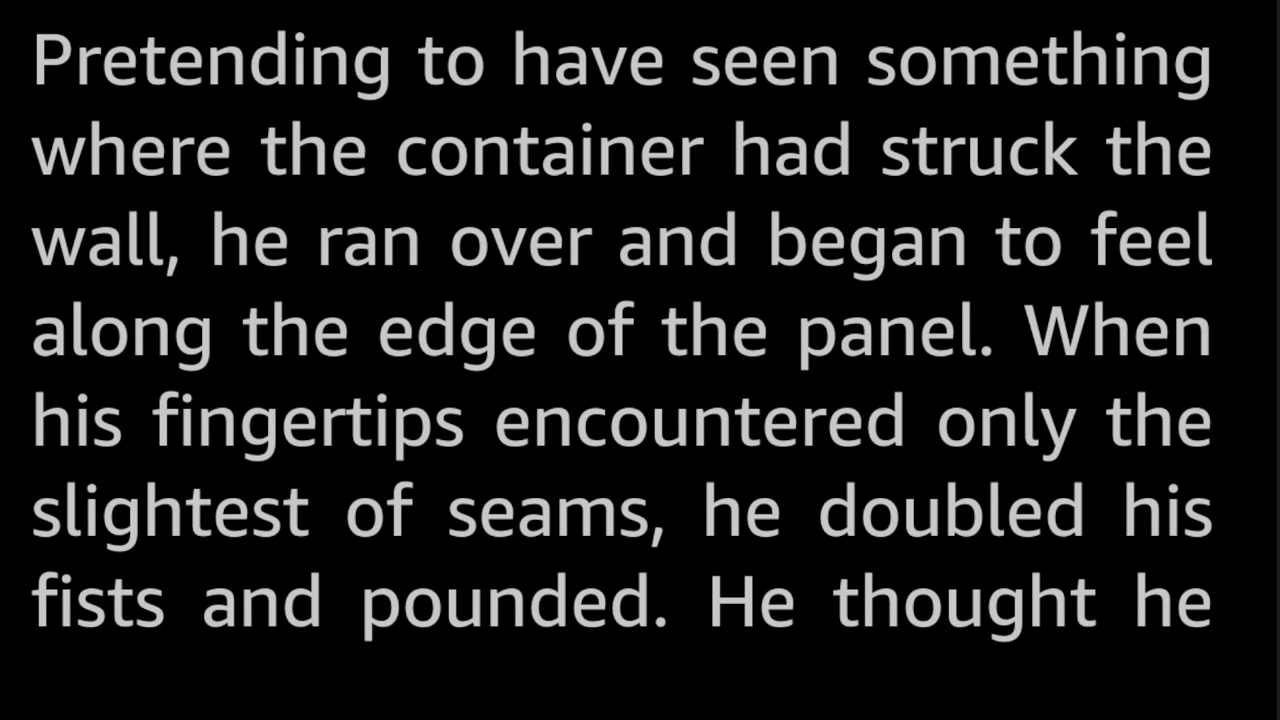 Pretending to have seen something
where the container had struck the
wall, he ran over and began to feel
along the edge of the panel. When
his fingertips encountered only the
slightest of seams, he doubled his
fists and pounded. He thought he